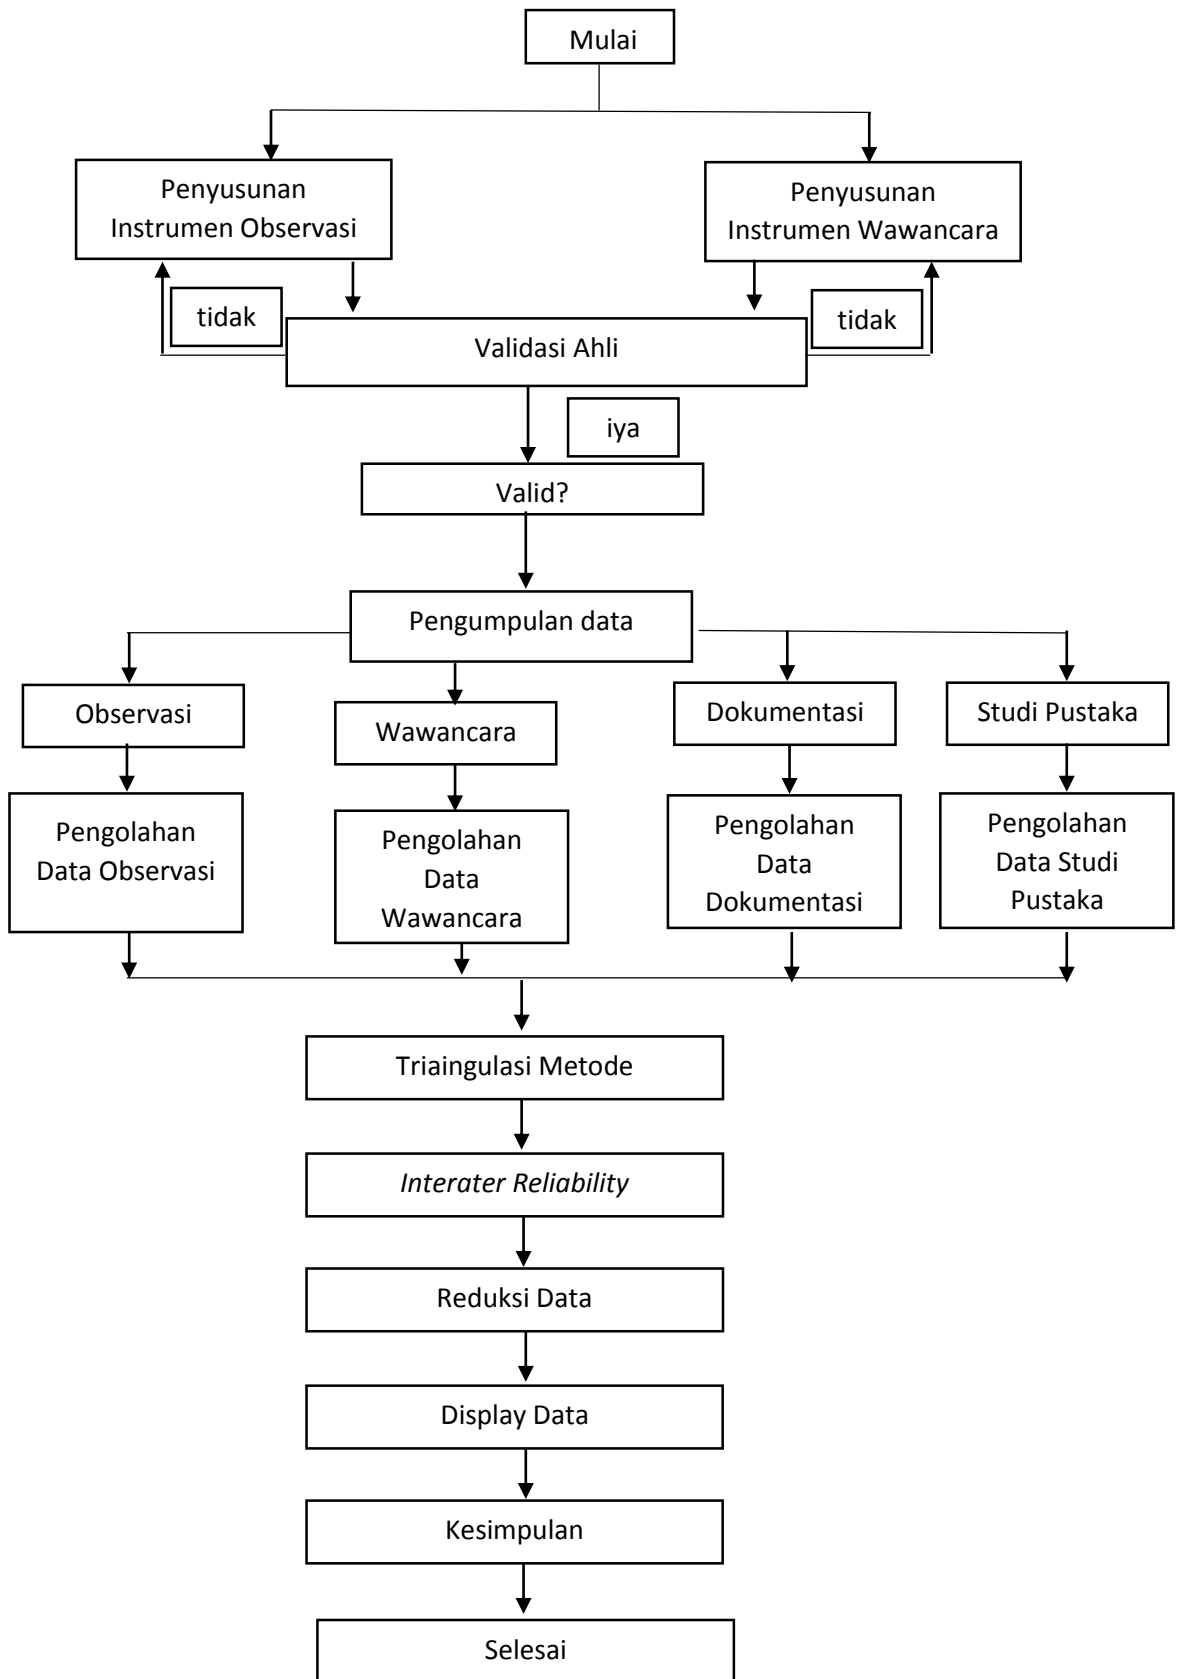 Mulai
Penyusunan
Instrumen Observasi
Penyusunan
Instrumen Wawancara
tidak
tidak
Validasi Ahli
iya
Valid?
Pengumpulan data
Observasi
Wawancara
Dokumentasi
Studi Pustaka
Pengolahan
Data Observasi
Pengolahan
Data
Wawancara
Pengolahan
Data
Dokumentasi
Pengolahan
Data Studi
Pustaka
Triaingulasi Metode
Interater Reliability
Reduksi Data
Display Data
Kesimpulan
Selesai